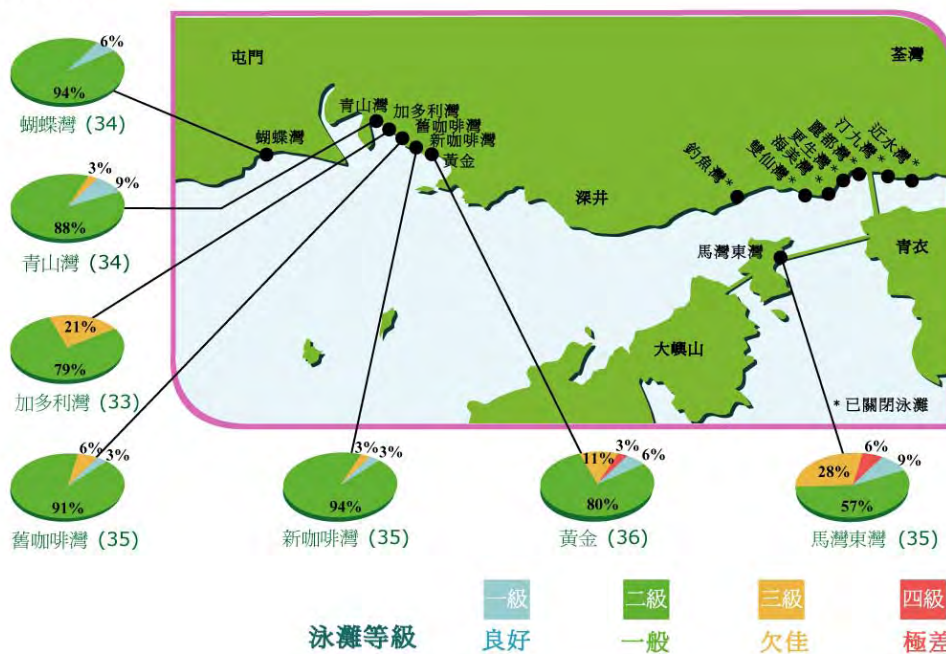 6%
94%
蝴蝶灣 (34)
3%
9%
88%
青山灣 (34)
21%
79%
加多利灣 (33)
6%
3%
91%
舊咖啡灣 (35)
3%
3%
94%
新咖啡灣 (35)
11%
3%
6%
80%
黃金 (36)
28%
6%
9%
57%
馬灣東灣 (35)
屯門
荃灣
蝴蝶灣
青山灣
加多利灣
舊咖啡灣
新咖啡灣
黃金
深井
釣魚灣*
雙仙灣*
海美灣*
更生灣*
麗都灣*
汀九灣*
近水灣*
馬灣東灣
青衣
大嶼山
*已關閉泳灘
泳灘等級
一級
良好
二級
一般
三級
欠佳
四級
極差